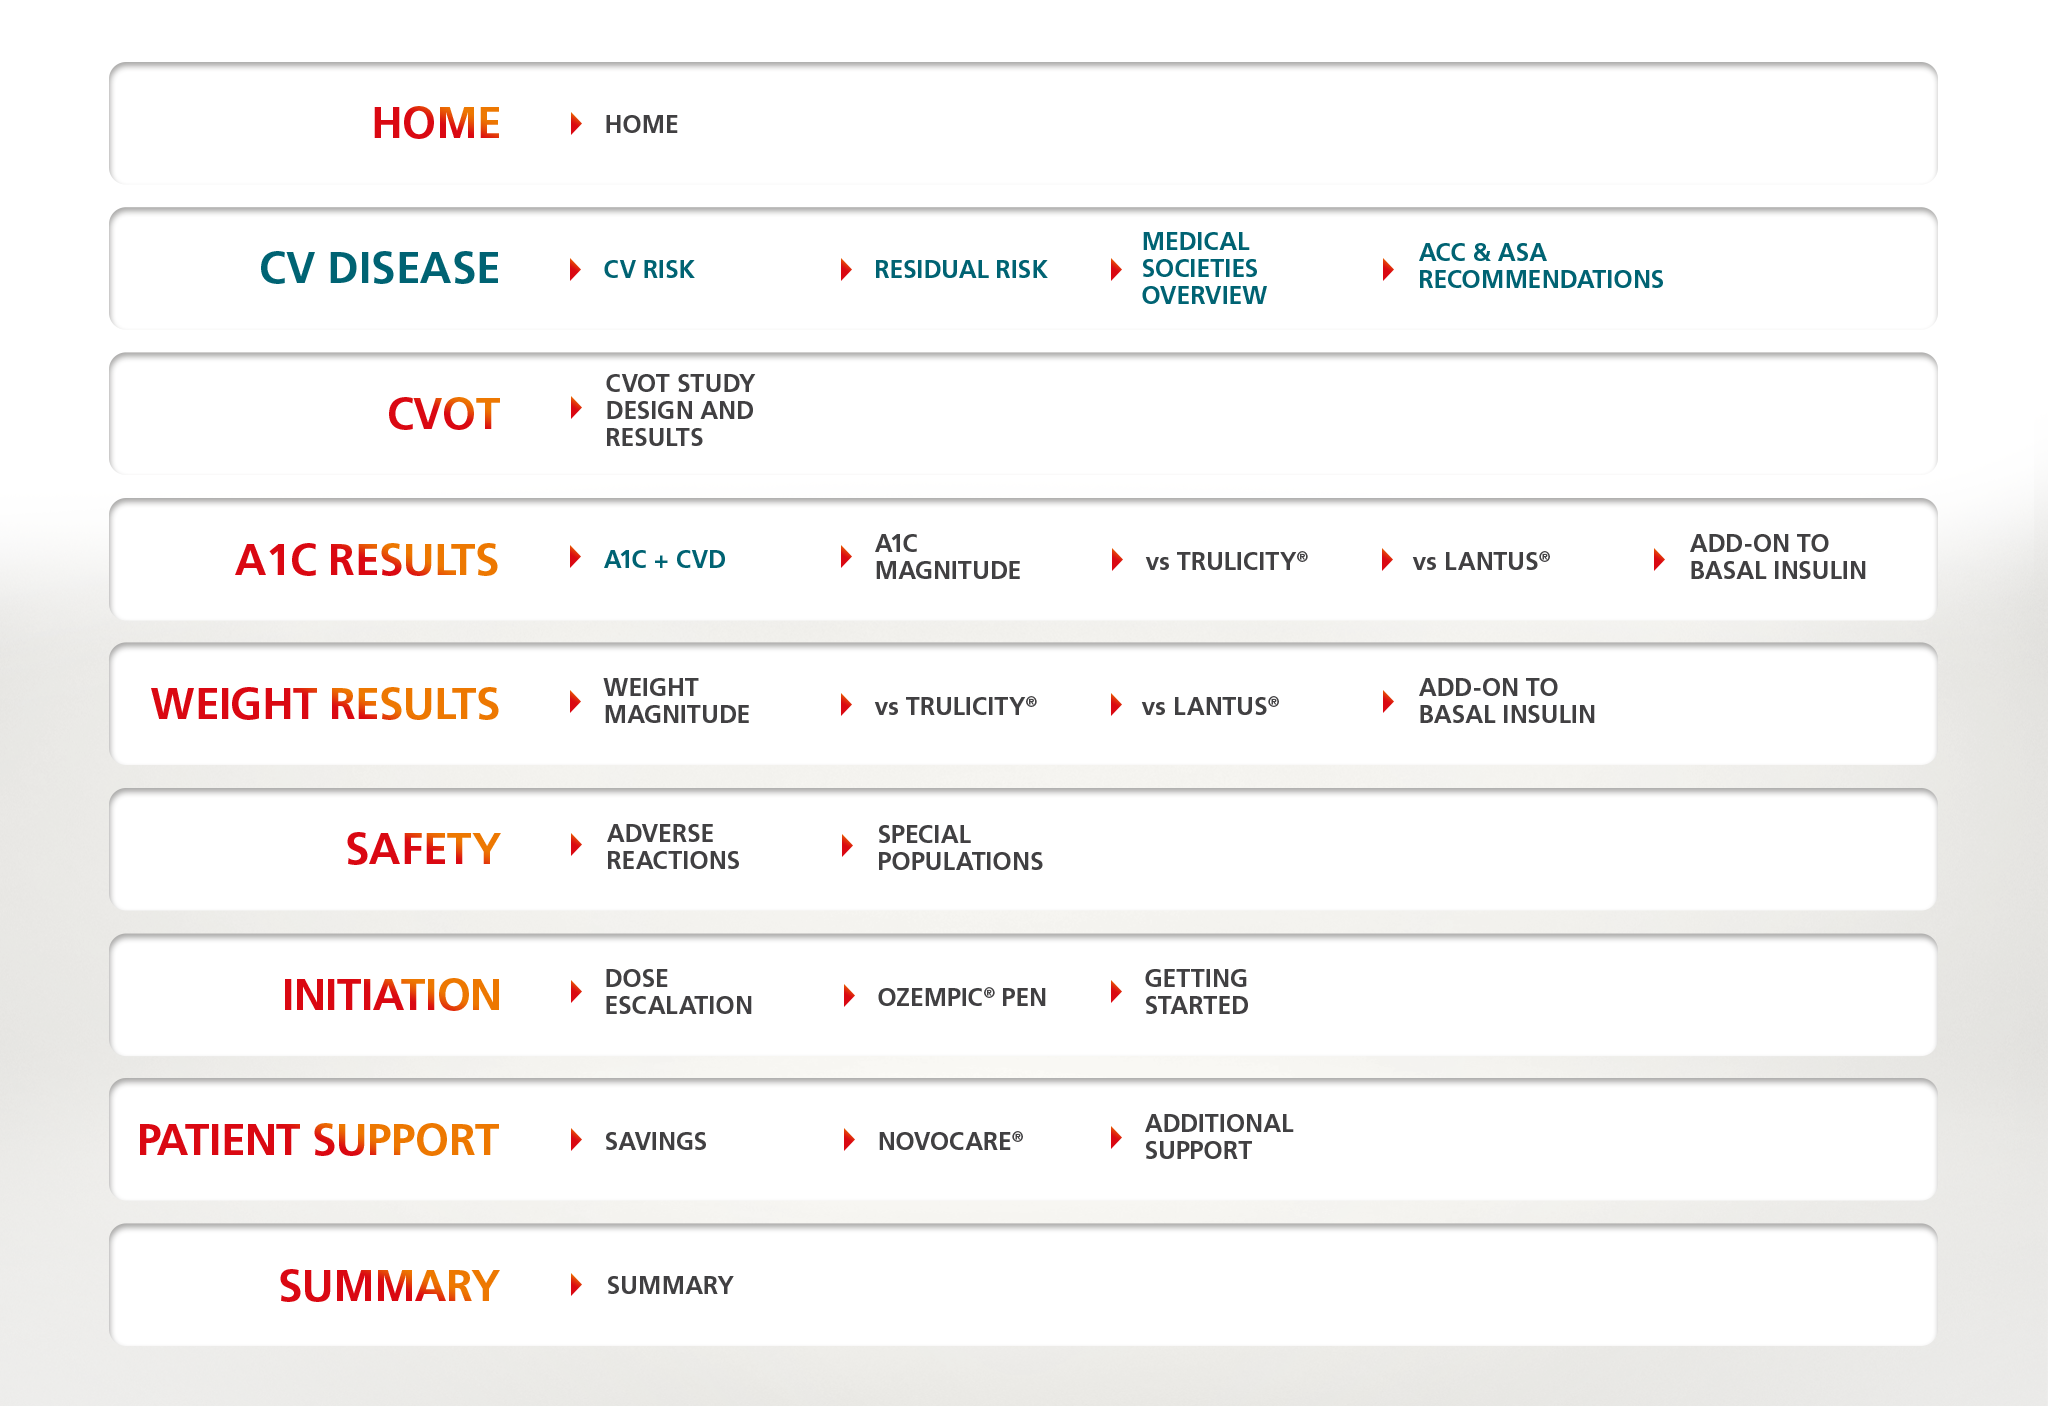 HOME
HOME
CV DISEASE
CV RISK
RESIDUAL RISK
MEDICAL
SOCIETIES
OVERVIEW
ACC & ASA
RECOMMENDATIONS
CVOT
CVOT STUDY
DESIGN AND
RESULTS
A1C RESULTS
A1C + CVD
A1C
MAGNITUDE
vs TRULICITY®
vs LANTUS®
ADD-ON TO
BASAL INSULIN
WEIGHT RESULTS
WEIGHT
MAGNITUDE
vs TRULICITY®
vs LANTUS®
ADD-ON TO
BASAL INSULIN
SAFETY
ADVERSE
REACTIONS
SPECIAL
POPULATIONS
INITIATION
DOSE
ESCALATION
OZEMPIC® PEN
GETTING
STARTED
PATIENT SUPPORT
SAVINGS
NOVOCARE®
ADDITIONAL
SUPPORT
SUMMARY
SUMMARY